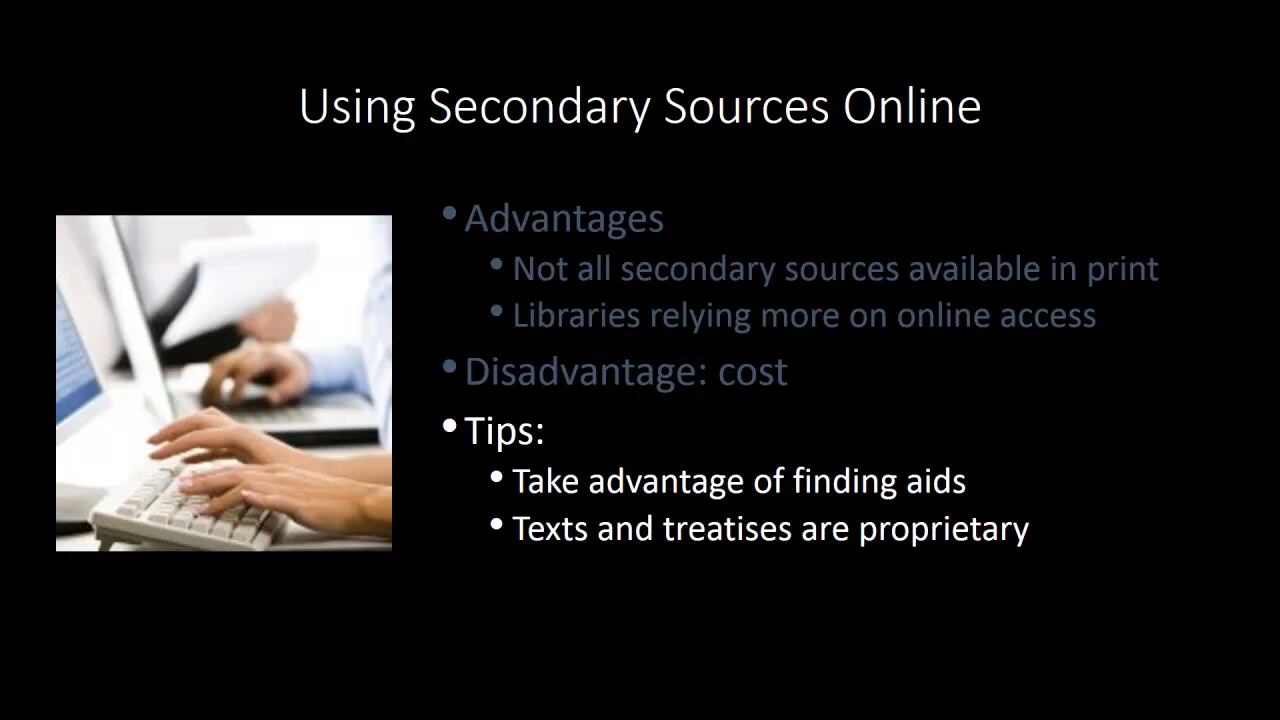 Using Secondary Sources Online
• Advantages
• Not all secondary sources available in print
• Libraries relying more on online access
• Disadvantage: cost
• Tips:
• Take advantage of finding aids
• Texts and treatises are proprietary